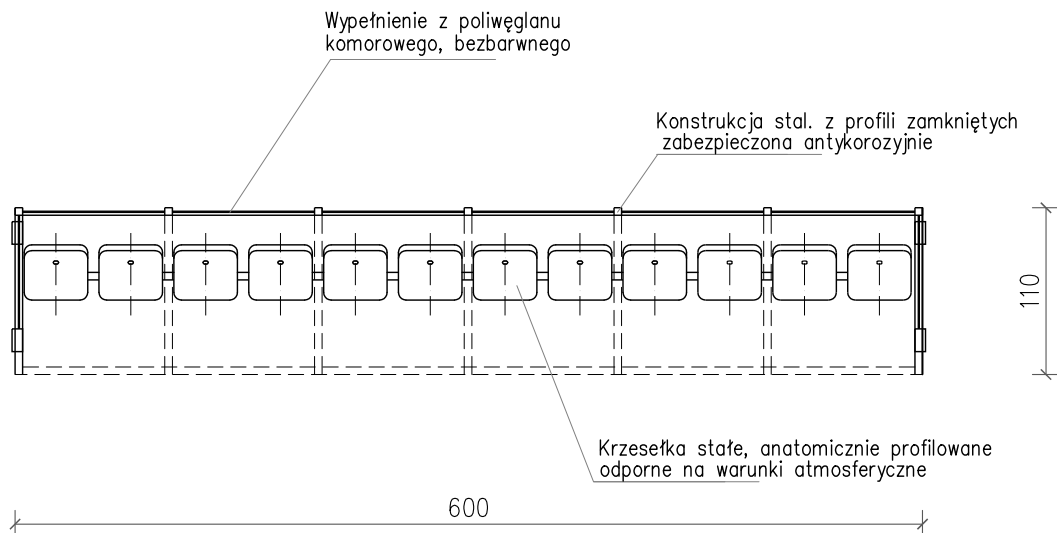 Wypełnienie z poliwęglanu
komorowego, bezbarwnego
Konstrukcja stal. z profili zamkniętych
zabezpieczona antykorozyjnie
110
Krzesełka stałe, anatomicznie profilowane
odporne na warunki atmosferyczne
600